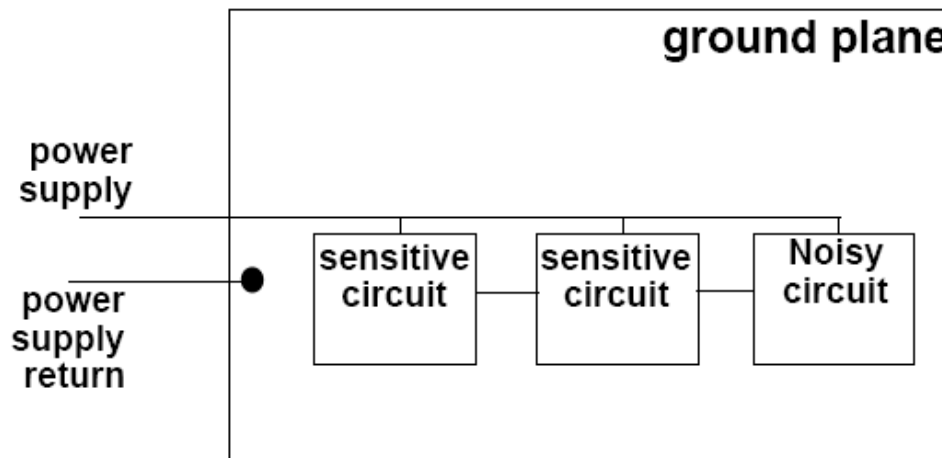 ground plane
power
supply
power
supply
return
sensitive
circuit
sensitive
circuit
Noisy
circuit